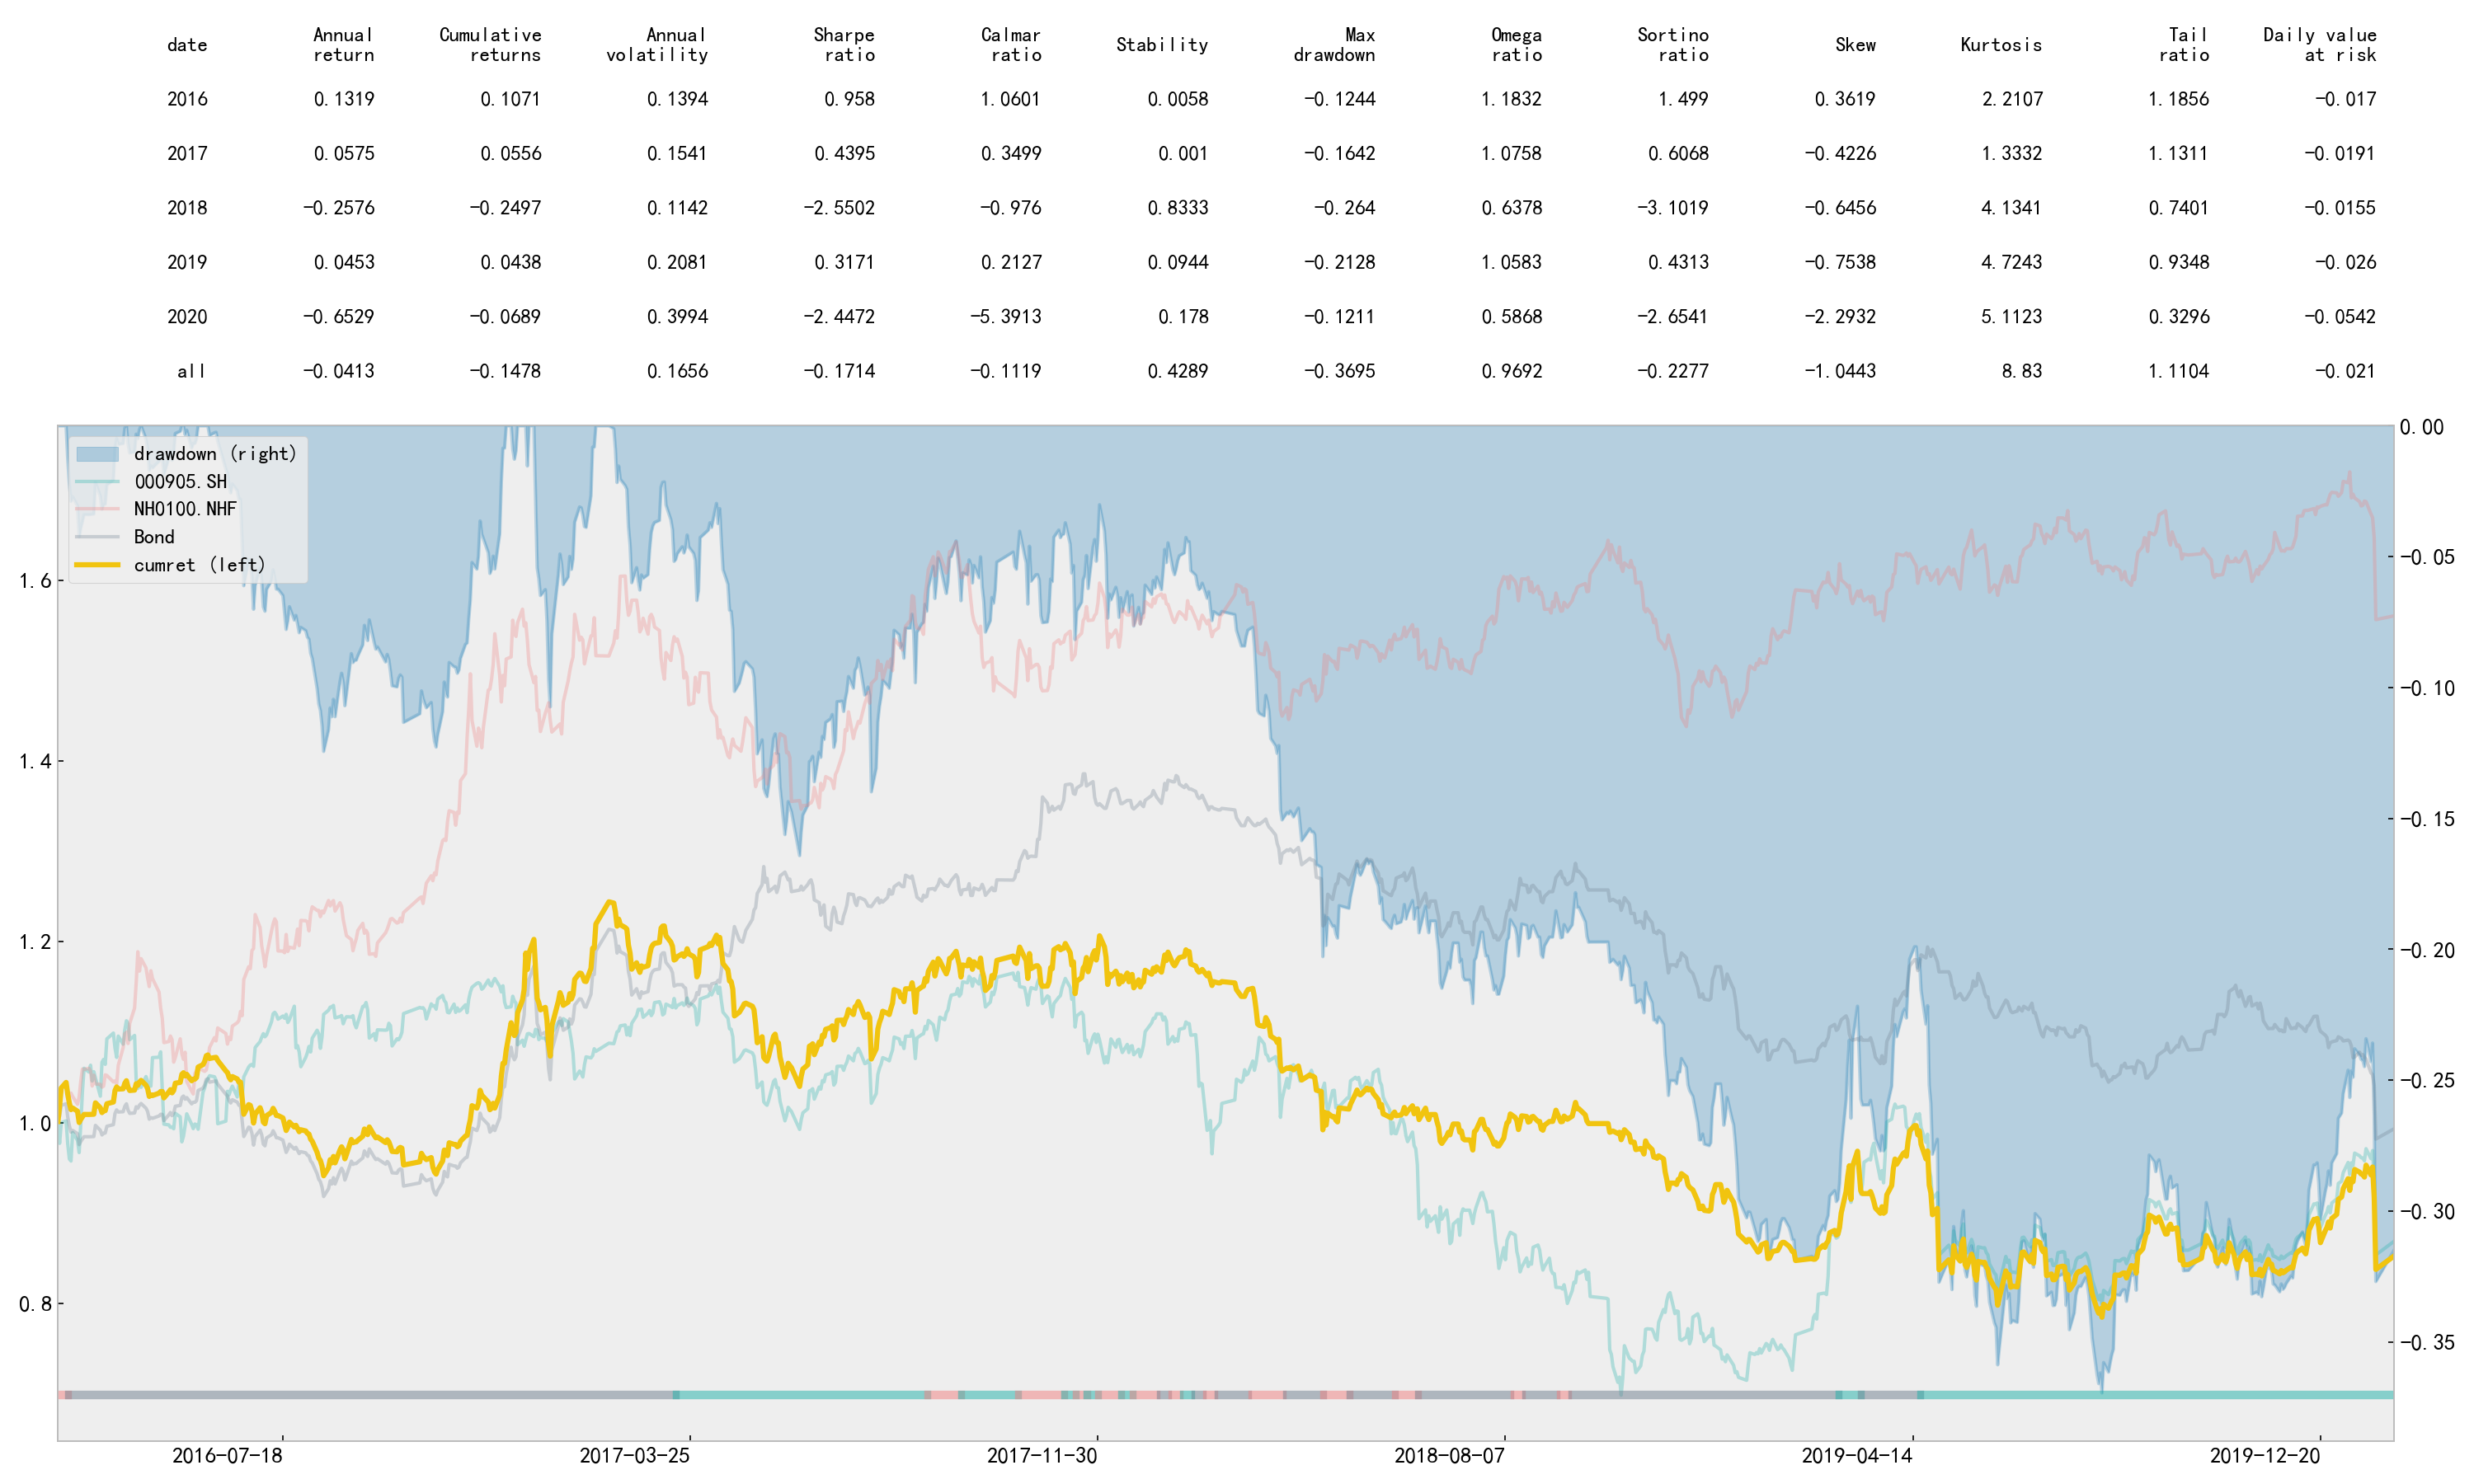 date Annual return Cumulative returns Annual volatility Sharpe ratio Calmar ratio Stability Max drawdown Omega ratio Sortino ratio Skew Kurtosis Tail ratio Daily value at risk
2016 0.1319 0.1071 0.1394 0.958 1.0601 0.0058 -0.1244 1.1832 1.499 0.3619 2.2107 1.1856 -0.017
2017 0.0575 0.0556 0.1541 0.4395 0.3499 0.001 -0.1642 1.0758 0.6068 -0.4226 1.3332 1.1311 -0.0191
2018 -0.2576 -0.2497 0.1142 -2.5502 -0.976 0.8333 -0.264 0.6378 -3.1019 -0.6456 4.1341 0.7401 -0.0155
2019 0.0453 0.0438 0.2081 0.3171 0.2127 0.0944 -0.2128 1.0583 0.4313 -0.7538 4.7243 0.9348 -0.026
2020 -0.6529 -0.0689 0.3994 -2.4472 -5.3913 0.178 -0.1211 0.5868 -2.6541 -2.2932 5.1123 0.3296 -0.0542
all -0.0413 -0.1478 0.1656 -0.1714 -0.1119 0.4289 -0.3695 0.9692 -0.2277 -1.0443 8.83 1.1104 -0.021
drawdown (right)
000905.SH
NH0100.NHF
Bond
cumret (left)
1.6
1.4
1.2
1.0
0.8
0.00
-0.05
-0.10
-0.15
-0.20
-0.25
-0.30
-0.35
2016-07-18 2017-03-25 2017-11-30 2018-08-07 2019-04-14 2019-12-20